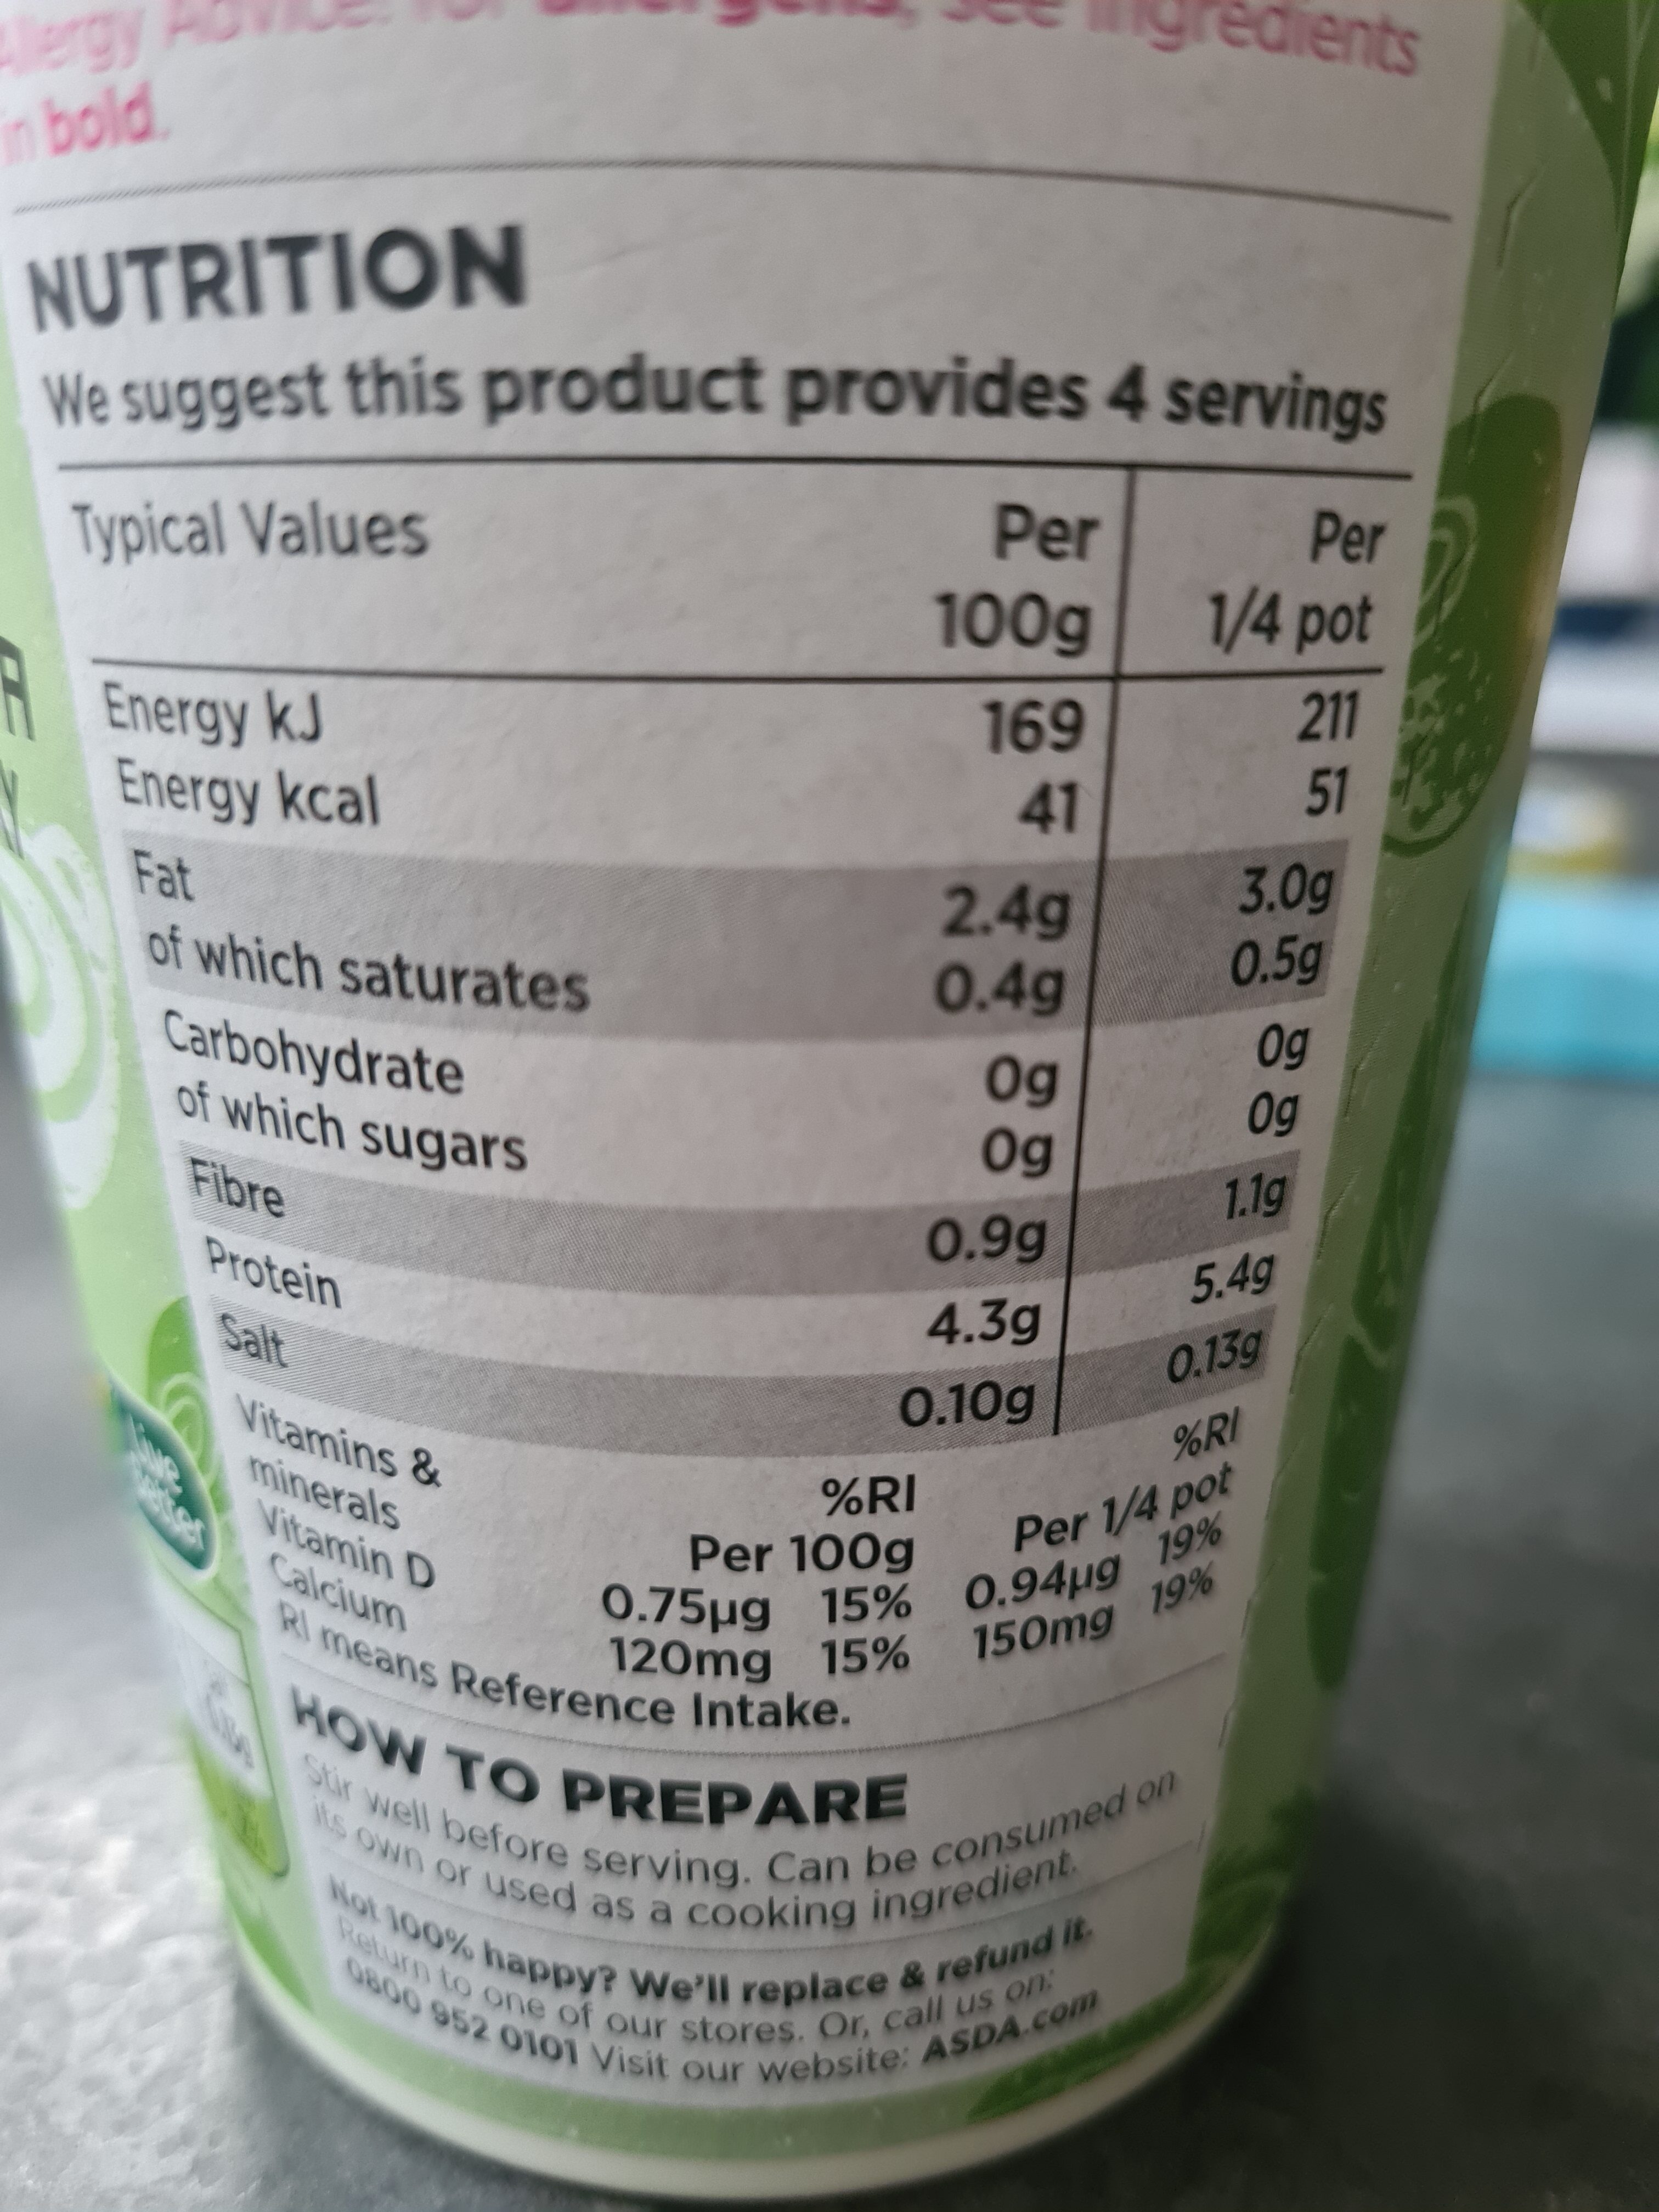 Allergy Advice: for allergens, see ingredients
in bold.
NUTRITION
We suggest this product provides 4 servings
Typical Values Per Per
100g 1/4 pot
Energy kJ 169 211
Energy kcal 41 51
Fat 2.4g 3.0g
of which saturates 0.4g 0.5g
Carbohydrate 0g 0g
of which sugars 0g 0g
Fibre 0.9g 1.1g
Protein 4.3g 5.4g
Salt 0.10g 0.13g
Vitamins & %RI %RI
minerals Per 100g Per 1/4 pot
Vitamin D 0.75µg 15% 0.94µg 19%
Calcium 120mg 15% 150mg 19%
RI means Reference Intake.
HOW TO PREPARE
Stir well before serving. Can be consumed on
its own or used as a cooking ingredient.
Not 100% happy? We'll replace & refund it.
Return to one of our stores. Or, call us on:
0800 952 0101 Visit our website: ASDA.com
Live
Better